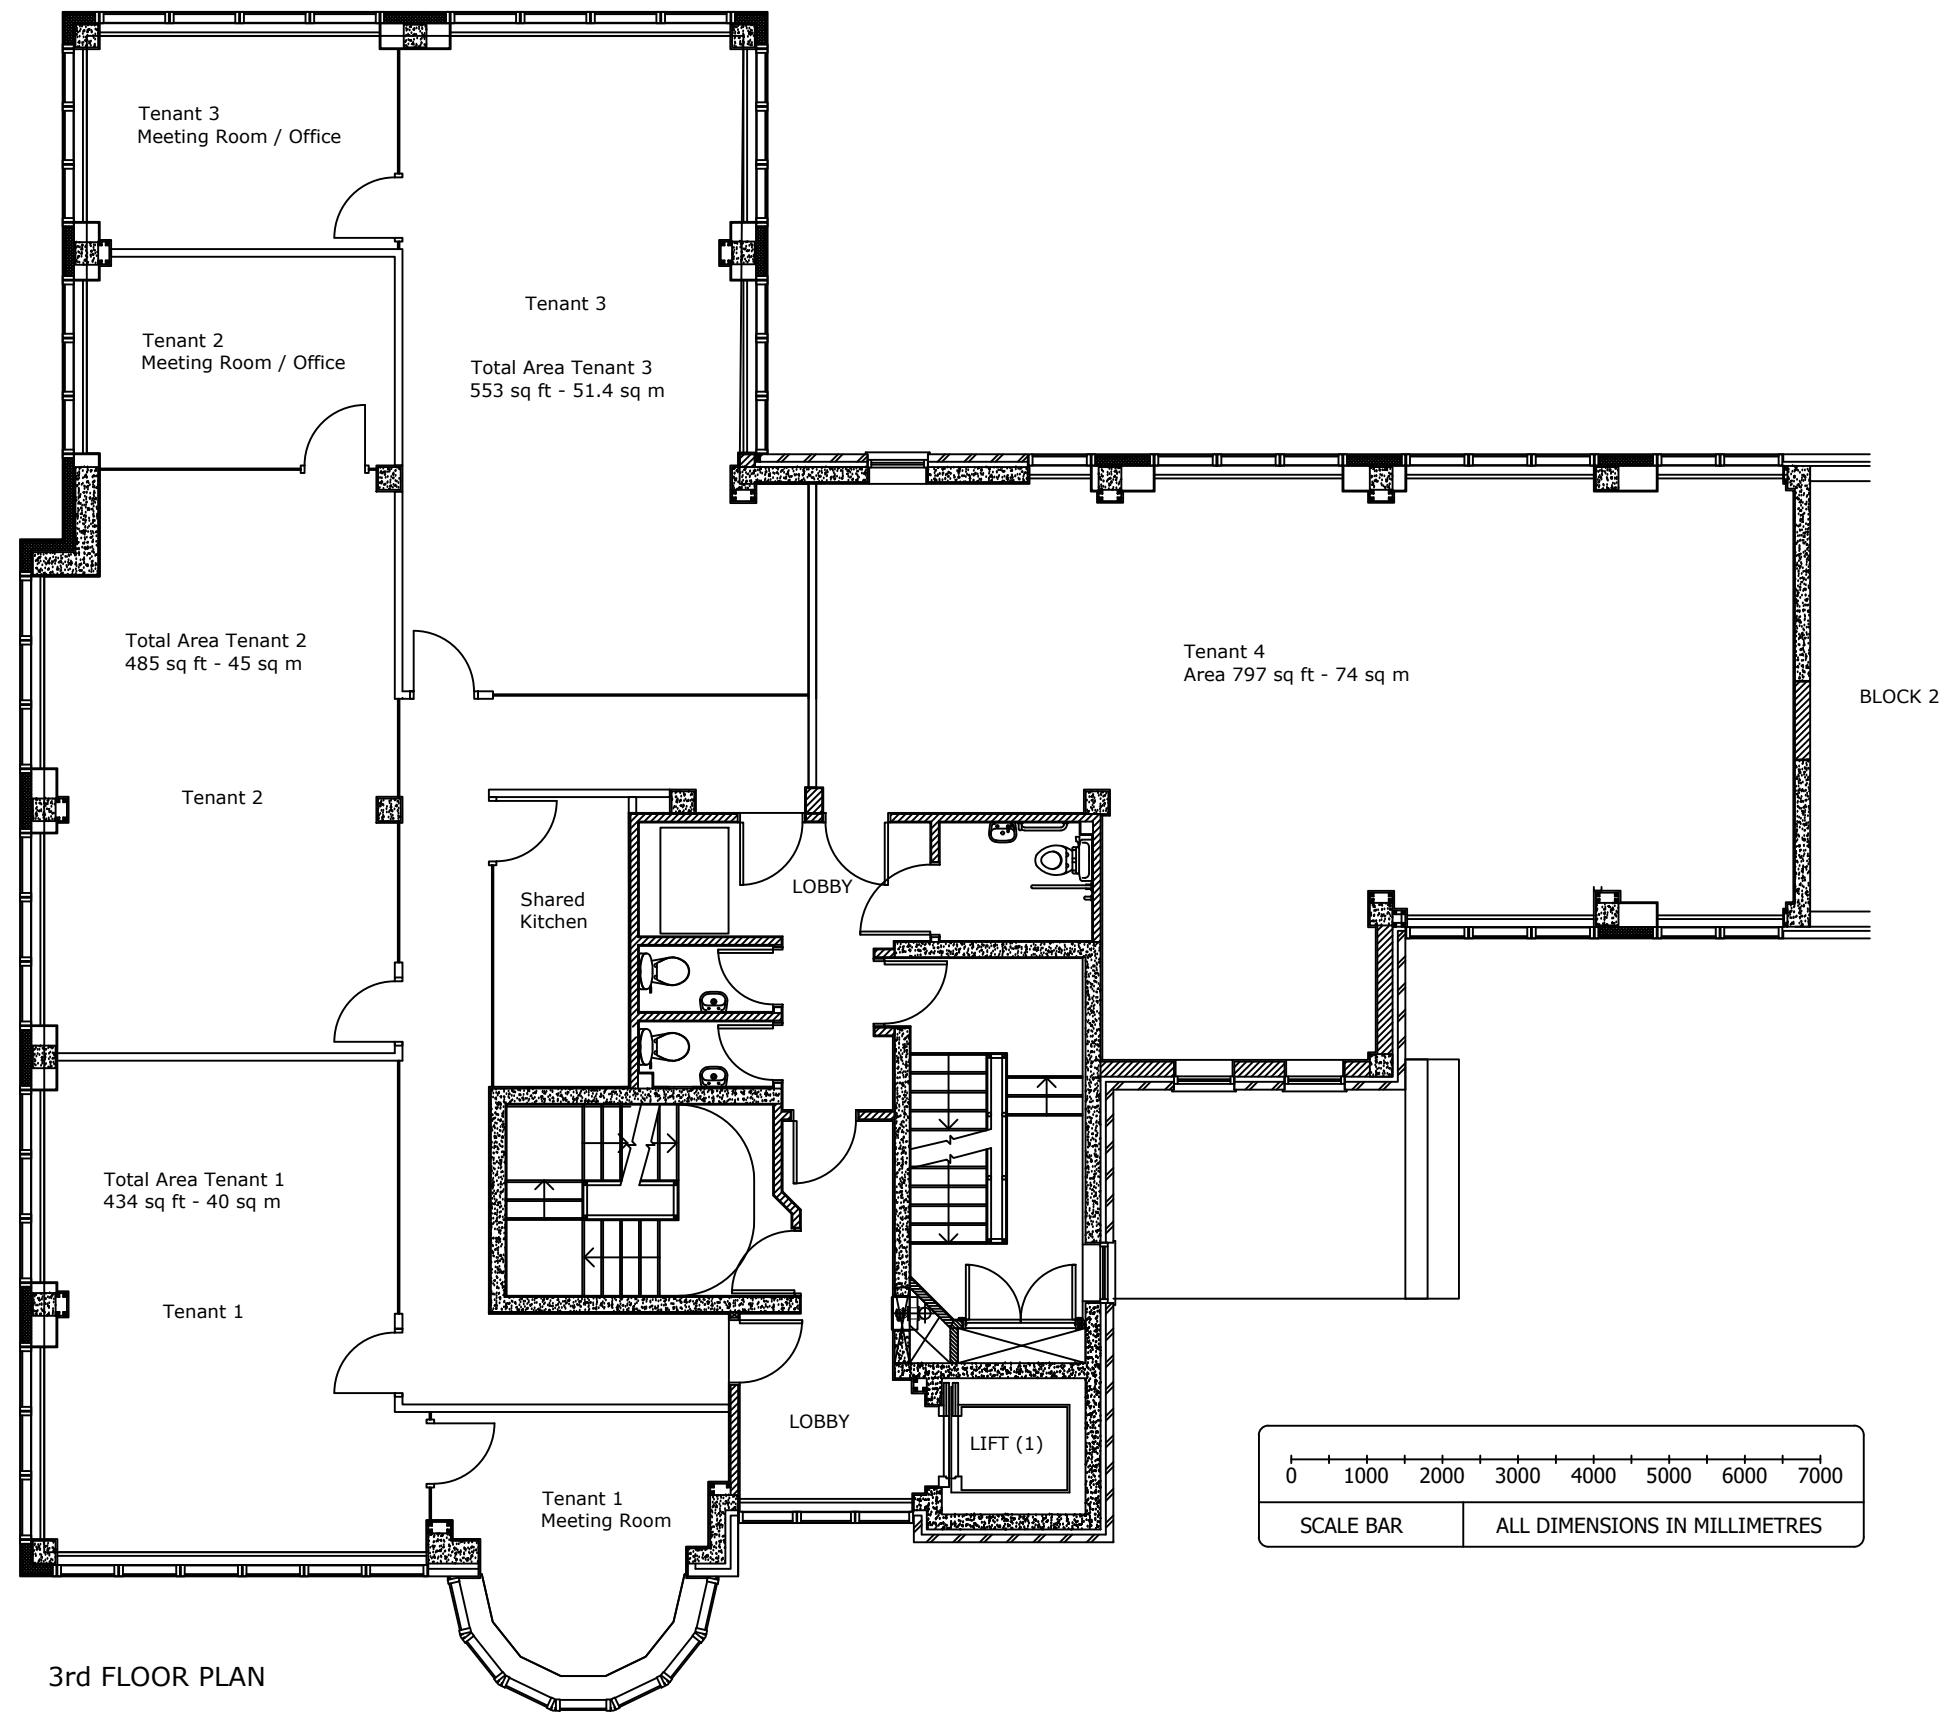 Tenant 3
Meeting Room / Office
Tenant 3
Total Area Tenant 3
553 sq ft - 51.4 sq m
Tenant 2
Meeting Room / Office
Total Area Tenant 2
485 sq ft - 45 sq m
Tenant 2
Tenant 4
Area 797 sq ft - 74 sq m
BLOCK 2
Shared
Kitchen
LOBBY
Total Area Tenant 1
434 sq ft - 40 sq m
Tenant 1
LOBBY
LIFT (1)
Tenant 1
Meeting Room
0 1000 2000 3000 4000 5000 6000 7000
SCALE BAR ALL DIMENSIONS IN MILLIMETRES
3rd FLOOR PLAN